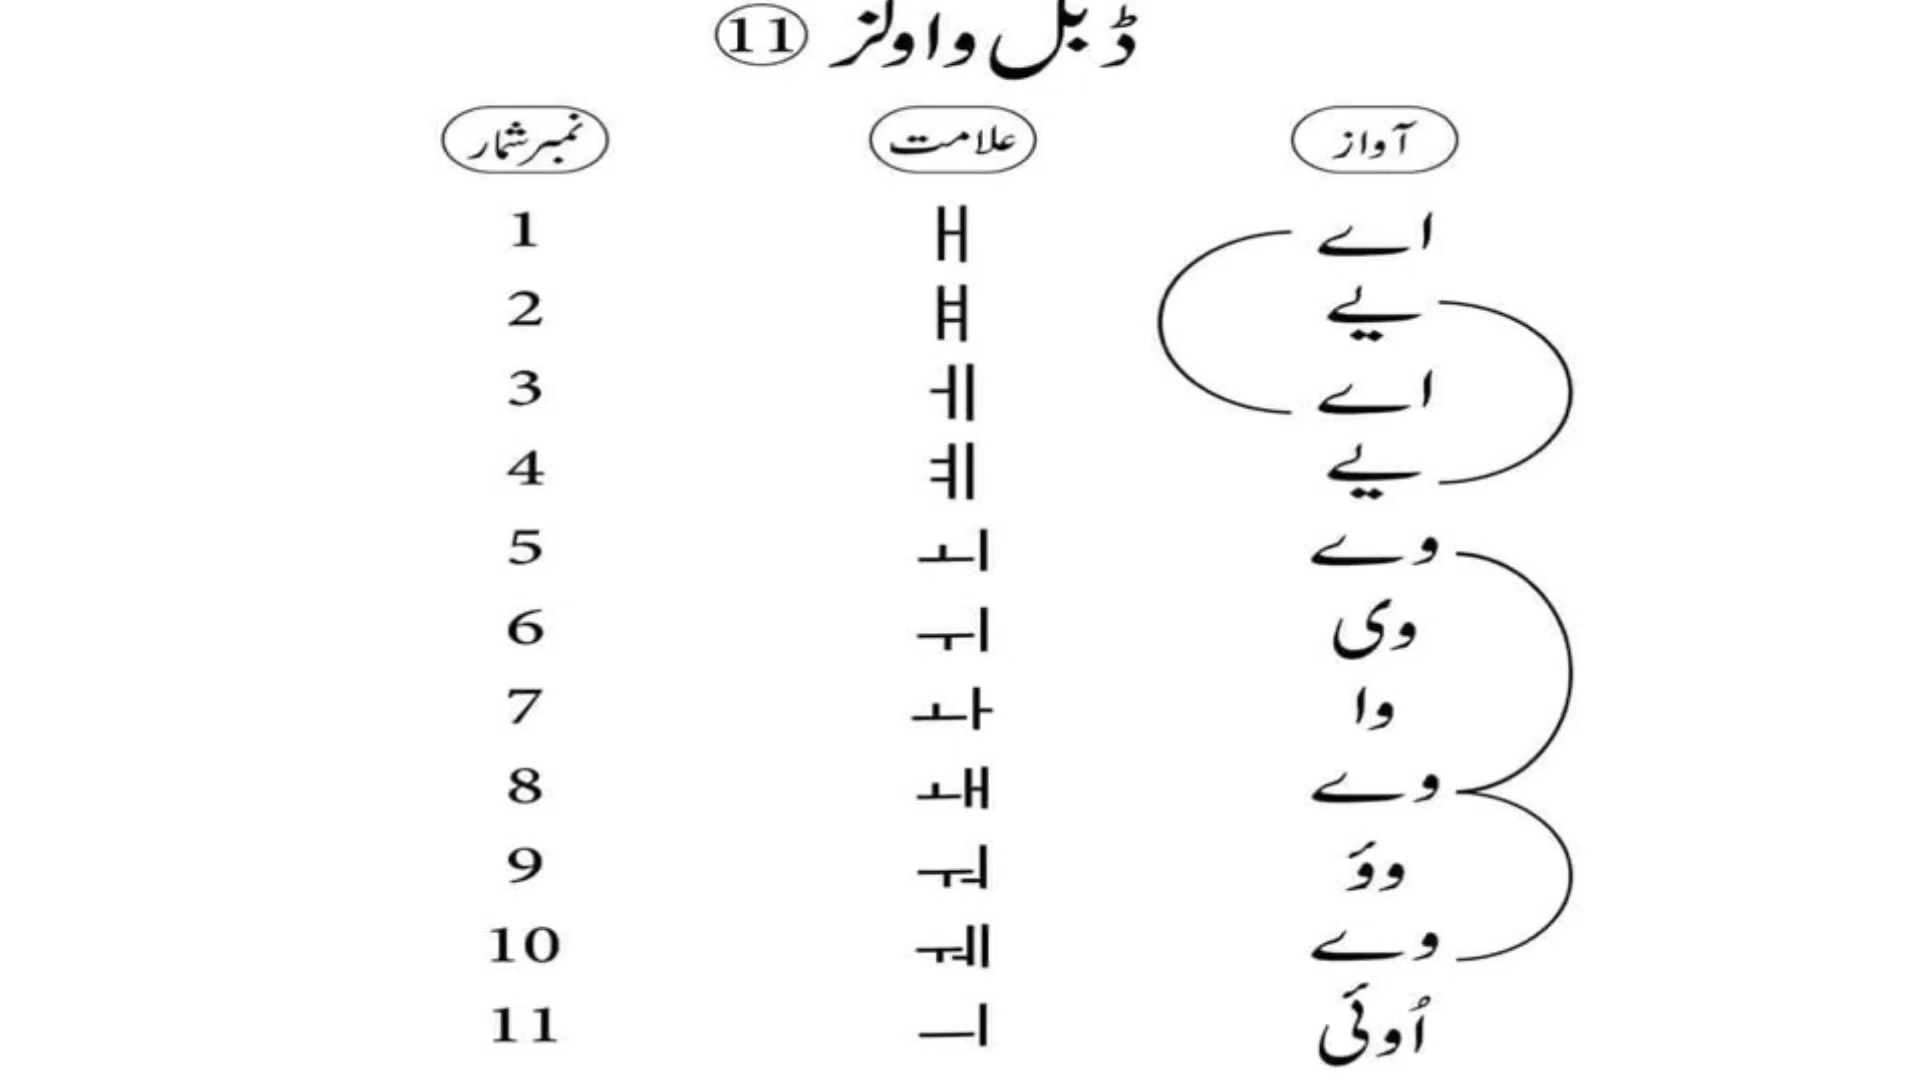 ڈبل واولز 11
آواز علامت نمبر شمار
اے ㅐ 1
یے ㅒ 2
اے ㅔ 3
یے ㅖ 4
وے ㅚ 5
وی ㅟ 6
وا ㅘ 7
وے ㅙ 8
ووَ ㅝ 9
وے ㅞ 10
اُوئَی ㅢ 11